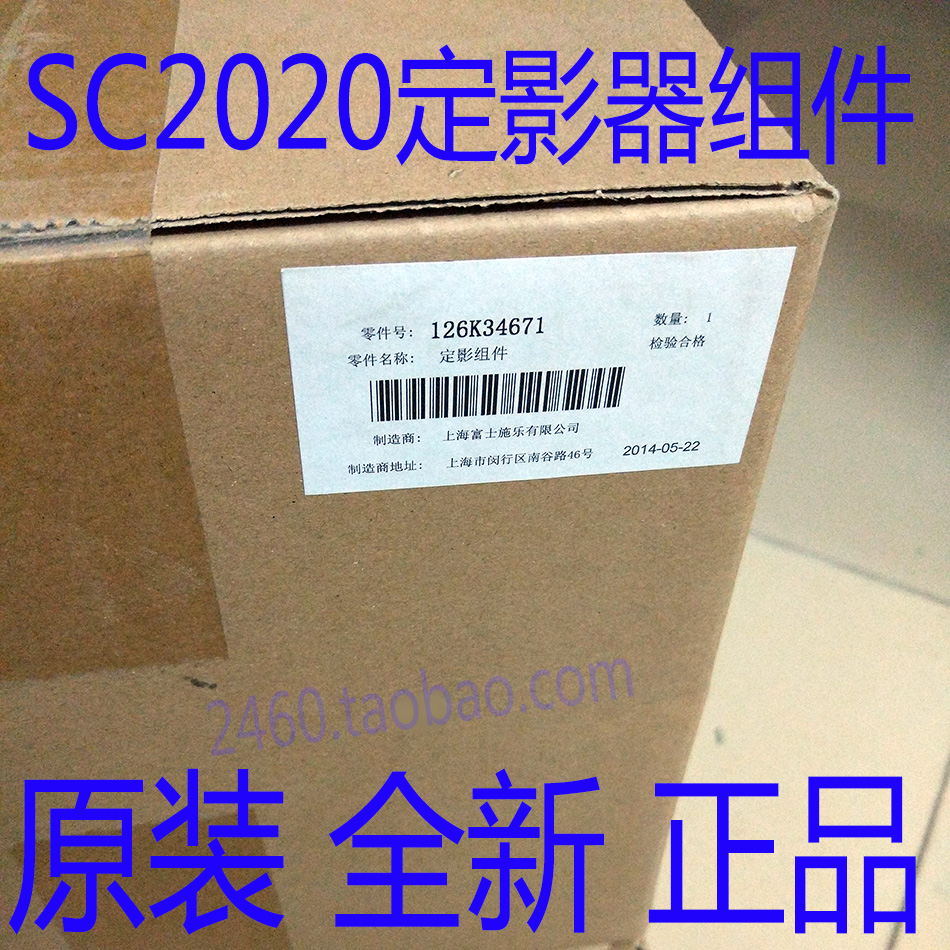 SC2020定影器组件
零件号: 126K34671
数量: 1
零件名称: 定影组件
检验合格
制造商: 上海富士施乐有限公司
制造商地址: 上海市闵行区南谷路46号
2014-05-22
2460.taobao.com
原装 全新 正品